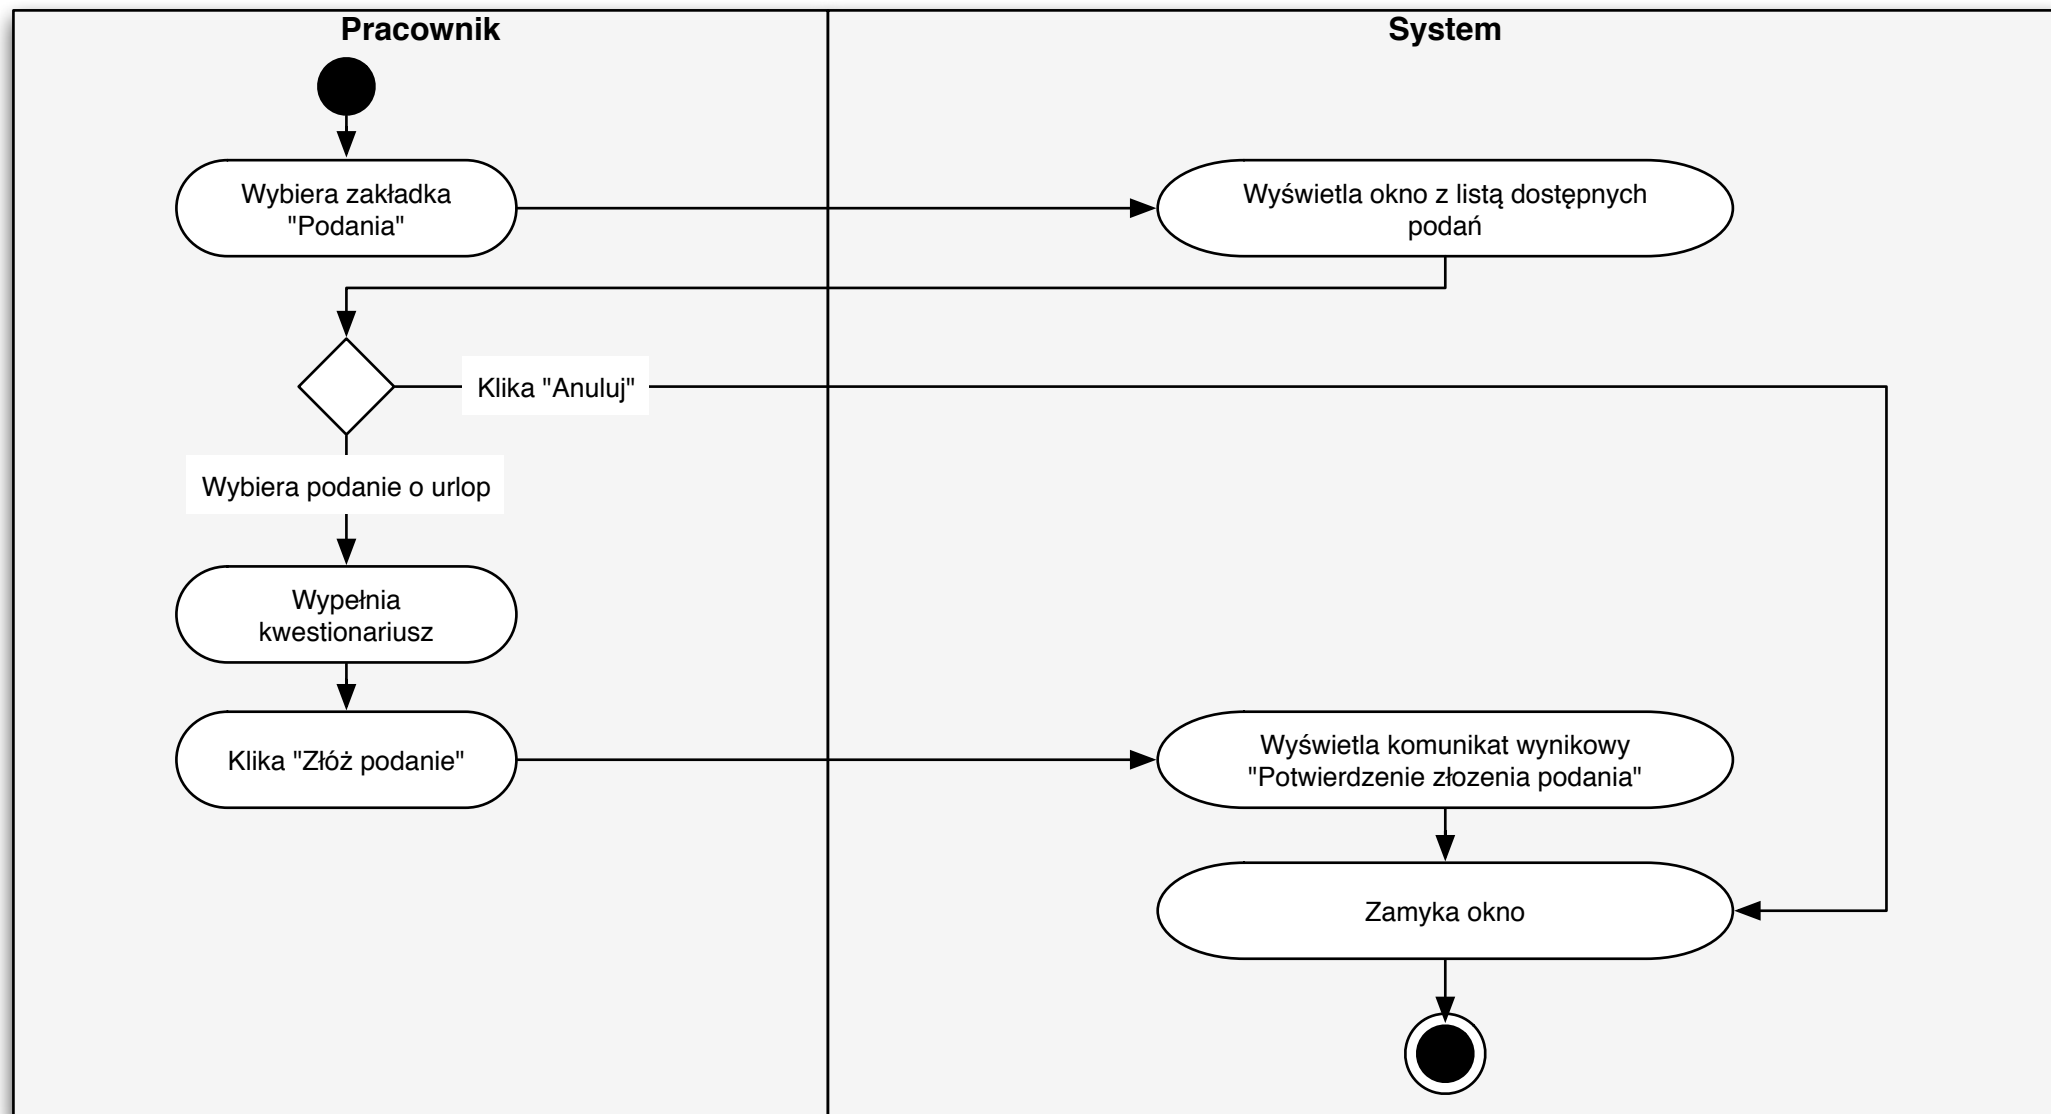 Pracownik
System
Wybiera zakładka
"Podania"
Wyświetla okno z listą dostępnych
podań
Klika "Anuluj"
Wybiera podanie o urlop
Wypełnia
kwestionariusz
Klika "Złóż podanie"
Wyświetla komunikat wynikowy
"Potwierdzenie złozenia podania"
Zamyka okno